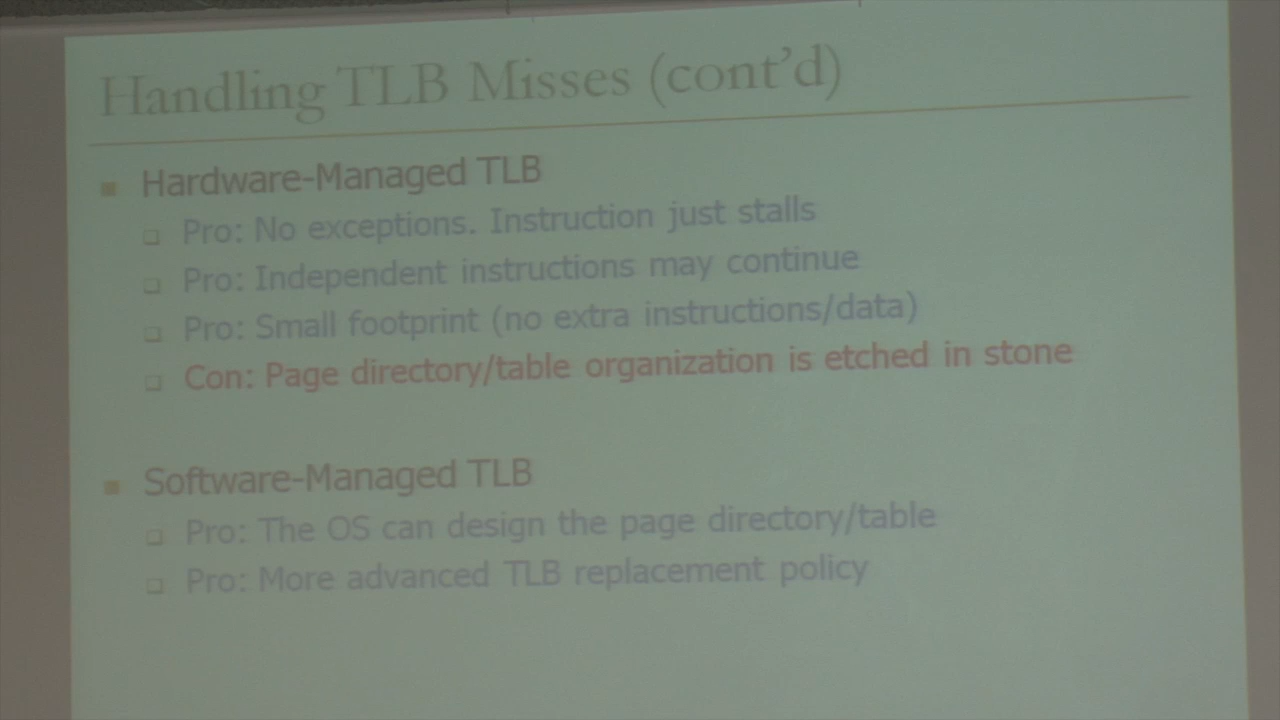 Handling TLB Misses (cont'd)
Hardware-Managed TLB
Pro: No exceptions. Instruction just stalls
Pro: Independent instructions may continue
Pro: Small footprint (no extra instructions/data)
Con: Page directory/table organization is etched in stone
Software-Managed TLB
Pro: The OS can design the page directory/table
Pro: More advanced TLB replacement policy